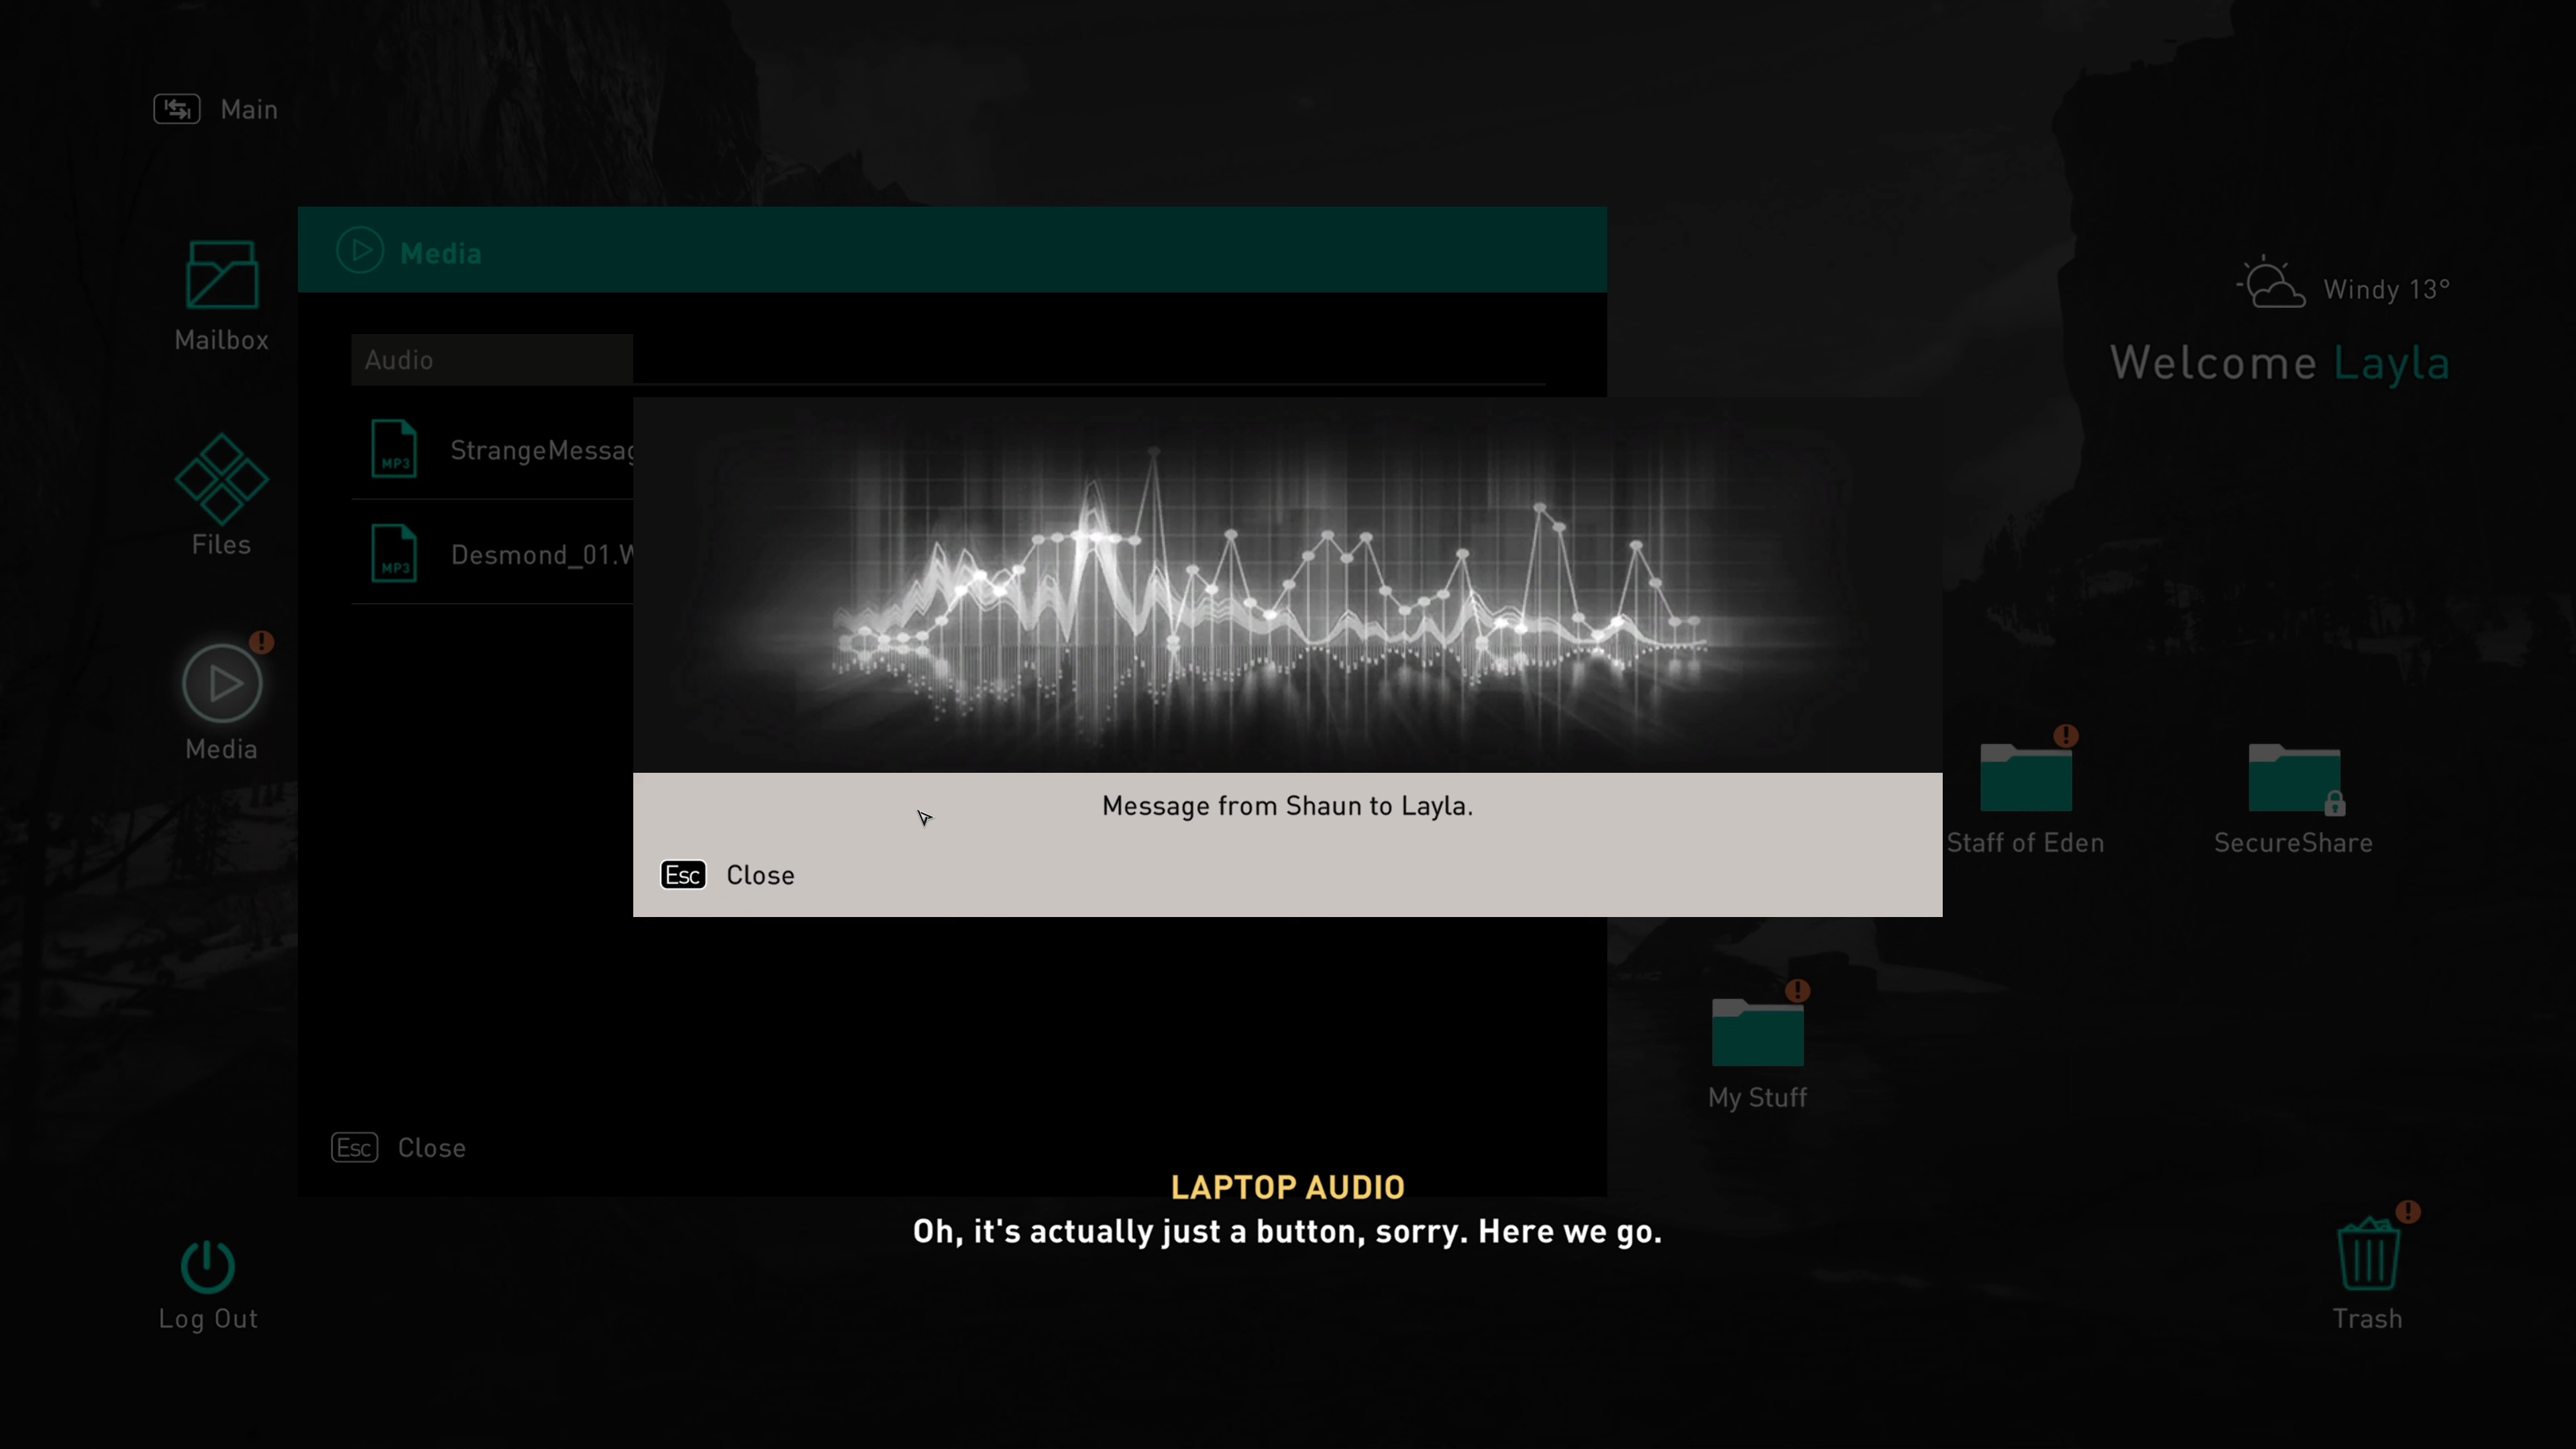 Main
Mailbox
Files
Media
Log Out
Media
Audio
MP3
StrangeMessag
MP3
Desmond_01.W
Esc Close
Message from Shaun to Layla.
Esc Close
Windy 13°
Welcome Layla
Staff of Eden
SecureShare
My Stuff
Trash
LAPTOP AUDIO
Oh, it's actually just a button, sorry. Here we go.